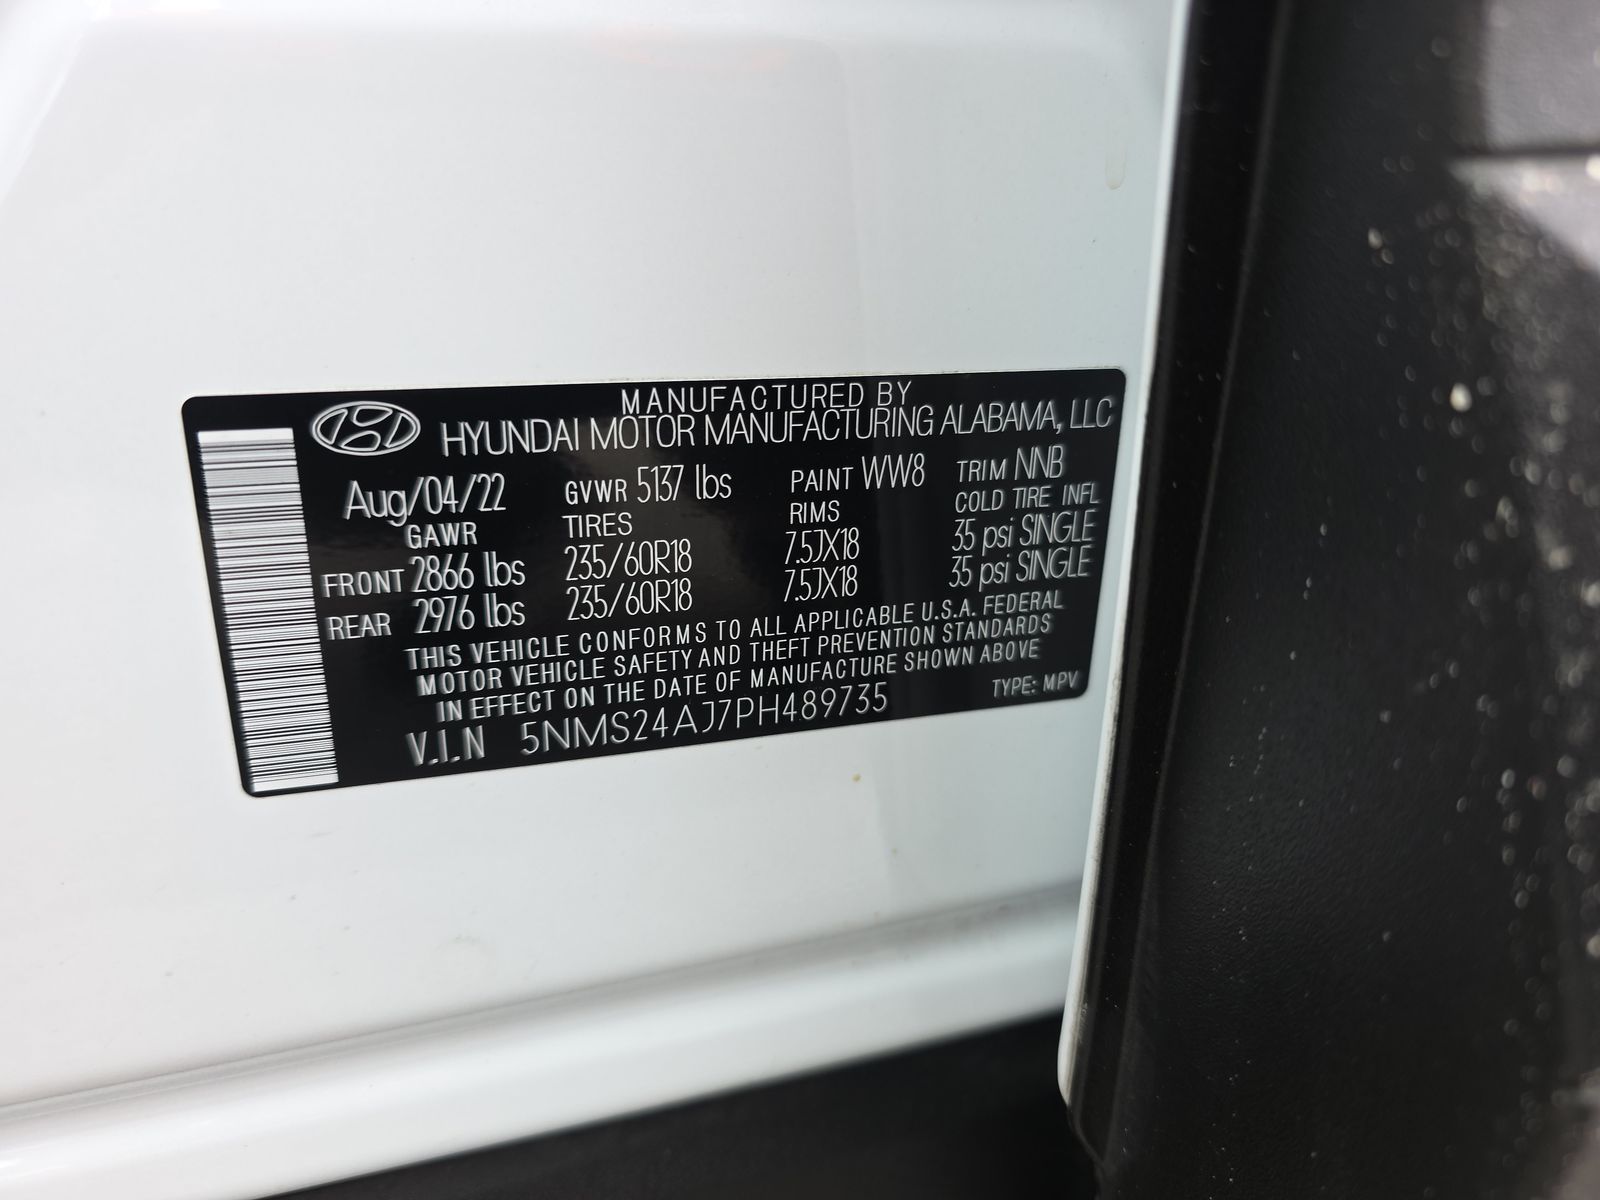 MANUFACTURED BY
HYUNDAI MOTOR MANUFACTURING ALABAMA, LLC
Aug/04/22 GVWR 5137 lbs PAINT WW8 TRIM NNB
GAWR TIRES RIMS COLD TIRE INFL
FRONT 2866 lbs 235/60R18 7.5JX18 35 psi SINGLE
REAR 2976 lbs 235/60R18 7.5JX18 35 psi SINGLE
THIS VEHICLE CONFORMS TO ALL APPLICABLE U.S.A. FEDERAL
MOTOR VEHICLE SAFETY AND THEFT PREVENTION STANDARDS
IN EFFECT ON THE DATE OF MANUFACTURE SHOWN ABOVE
V.I.N 5NMS24AJ7PH489735 TYPE: MPV